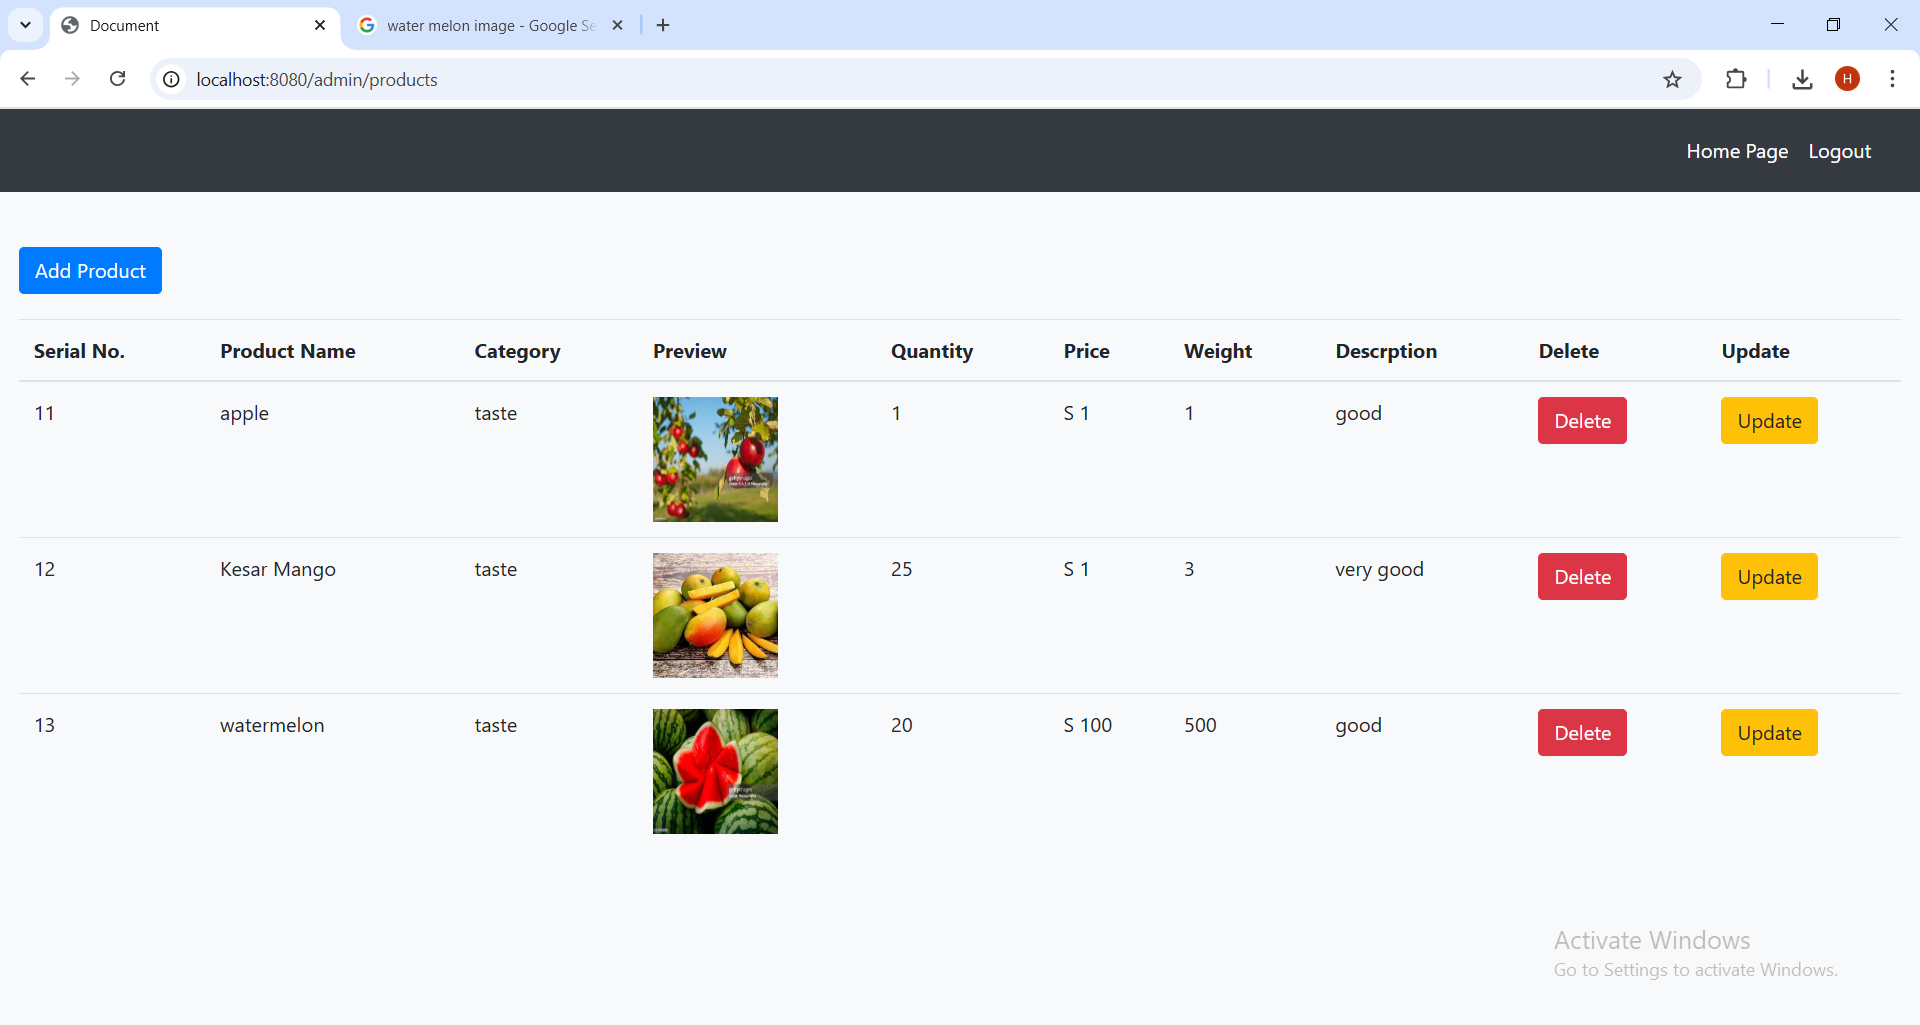 Document
water melon image - Google Se
localhost:8080/admin/products
H
Home Page Logout
Add Product
Serial No. Product Name Category Preview Quantity Price Weight Descrption Delete Update
11 apple taste 1 S 1 1 good Delete Update
12 Kesar Mango taste 25 S 1 3 very good Delete Update
13 watermelon taste 20 S 100 500 good Delete Update
Activate Windows
Go to Settings to activate Windows.